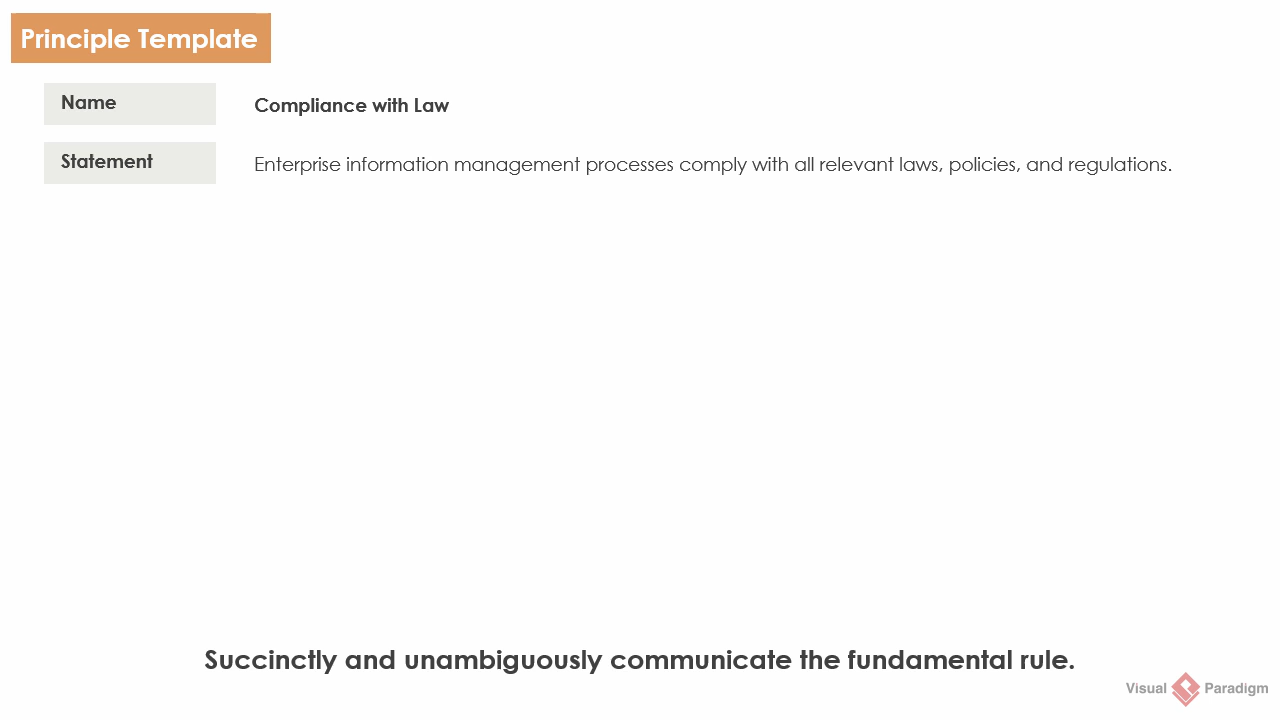 Principle Template
Name
Compliance with Law
Statement
Enterprise information management processes comply with all relevant laws, policies, and regulations.
Succinctly and unambiguously communicate the fundamental rule.
Visual Paradigm